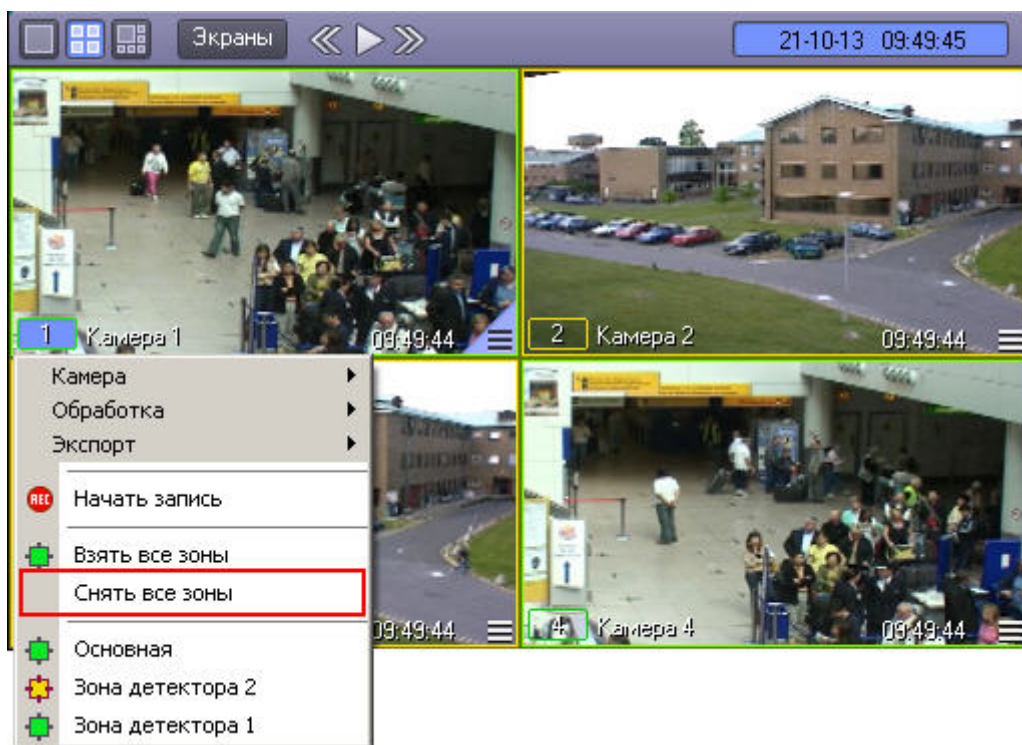 Экраны
21-10-13 09:49:45
1 Камера 1 09:49:44
2 Камера 2 09:49:44
Камера
Обработка
Экспорт
REC Начать запись
Взять все зоны
Снять все зоны
Основная
Зона детектора 2
Зона детектора 1
09:49:44
4 Камера 4 09:49:44